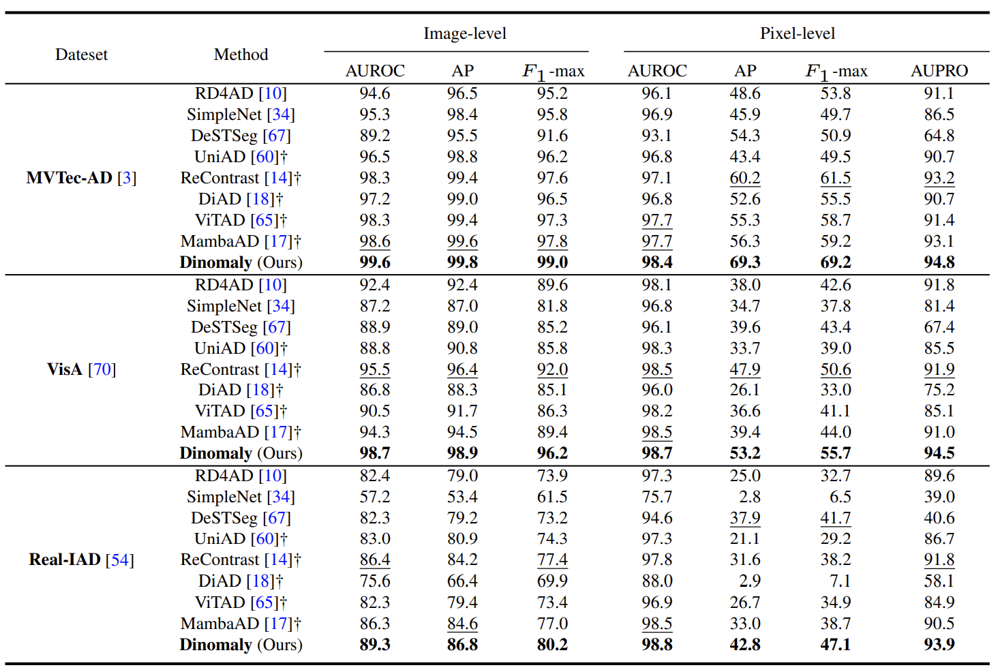 Image-level Pixel-level
Dateset Method
AUROC AP F1-max AUROC AP F1-max AUPRO
RD4AD [10] 94.6 96.5 95.2 96.1 48.6 53.8 91.1
SimpleNet [34] 95.3 98.4 95.8 96.9 45.9 49.7 86.5
DeSTSeg [67] 89.2 95.5 91.6 93.1 54.3 50.9 64.8
UniAD [60]† 96.5 98.8 96.2 96.8 43.4 49.5 90.7
MVTec-AD [3] ReContrast [14]† 98.3 99.4 97.6 97.1 60.2 61.5 93.2
DiAD [18]† 97.2 99.0 96.5 96.8 52.6 55.5 90.7
ViTAD [65]† 98.3 99.4 97.3 97.7 55.3 58.7 91.4
MambaAD [17]† 98.6 99.6 97.8 97.7 56.3 59.2 93.1
Dinomaly (Ours) 99.6 99.8 99.0 98.4 69.3 69.2 94.8
RD4AD [10] 92.4 92.4 89.6 98.1 38.0 42.6 91.8
SimpleNet [34] 87.2 87.0 81.8 96.8 34.7 37.8 81.4
DeSTSeg [67] 88.9 89.0 85.2 96.1 39.6 43.4 67.4
UniAD [60]† 88.8 90.8 85.8 98.3 33.7 39.0 85.5
VisA [70] ReContrast [14]† 95.5 96.4 92.0 98.5 47.9 50.6 91.9
DiAD [18]† 86.8 88.3 85.1 96.0 26.1 33.0 75.2
ViTAD [65]† 90.5 91.7 86.3 98.2 36.6 41.1 85.1
MambaAD [17]† 94.3 94.5 89.4 98.5 39.4 44.0 91.0
Dinomaly (Ours) 98.7 98.9 96.2 98.7 53.2 55.7 94.5
RD4AD [10] 82.4 79.0 73.9 97.3 25.0 32.7 89.6
SimpleNet [34] 57.2 53.4 61.5 75.7 2.8 6.5 39.0
DeSTSeg [67] 82.3 79.2 73.2 94.6 37.9 41.7 40.6
UniAD [60]† 83.0 80.9 74.3 97.3 21.1 29.2 86.7
Real-IAD [54] ReContrast [14]† 86.4 84.2 77.4 97.8 31.6 38.2 91.8
DiAD [18]† 75.6 66.4 69.9 88.0 2.9 7.1 58.1
ViTAD [65]† 82.3 79.4 73.4 96.9 26.7 34.9 84.9
MambaAD [17]† 86.3 84.6 77.0 98.5 33.0 38.7 90.5
Dinomaly (Ours) 89.3 86.8 80.2 98.8 42.8 47.1 93.9